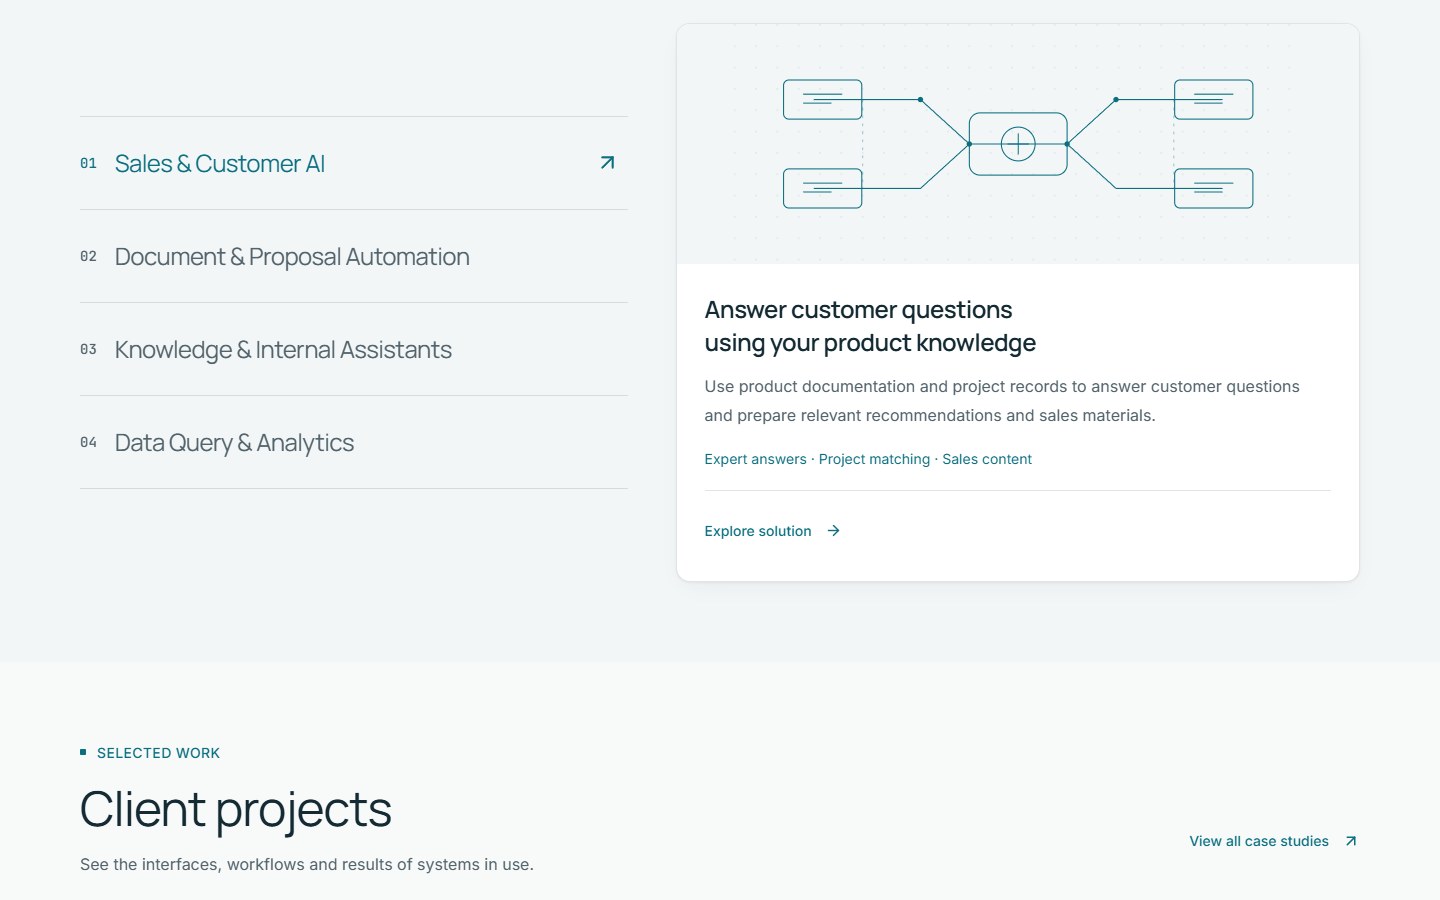 01 Sales & Customer AI
02 Document & Proposal Automation
03 Knowledge & Internal Assistants
04 Data Query & Analytics
Answer customer questions
using your product knowledge
Use product documentation and project records to answer customer questions
and prepare relevant recommendations and sales materials.
Expert answers · Project matching · Sales content
Explore solution
SELECTED WORK
Client projects
See the interfaces, workflows and results of systems in use.
View all case studies